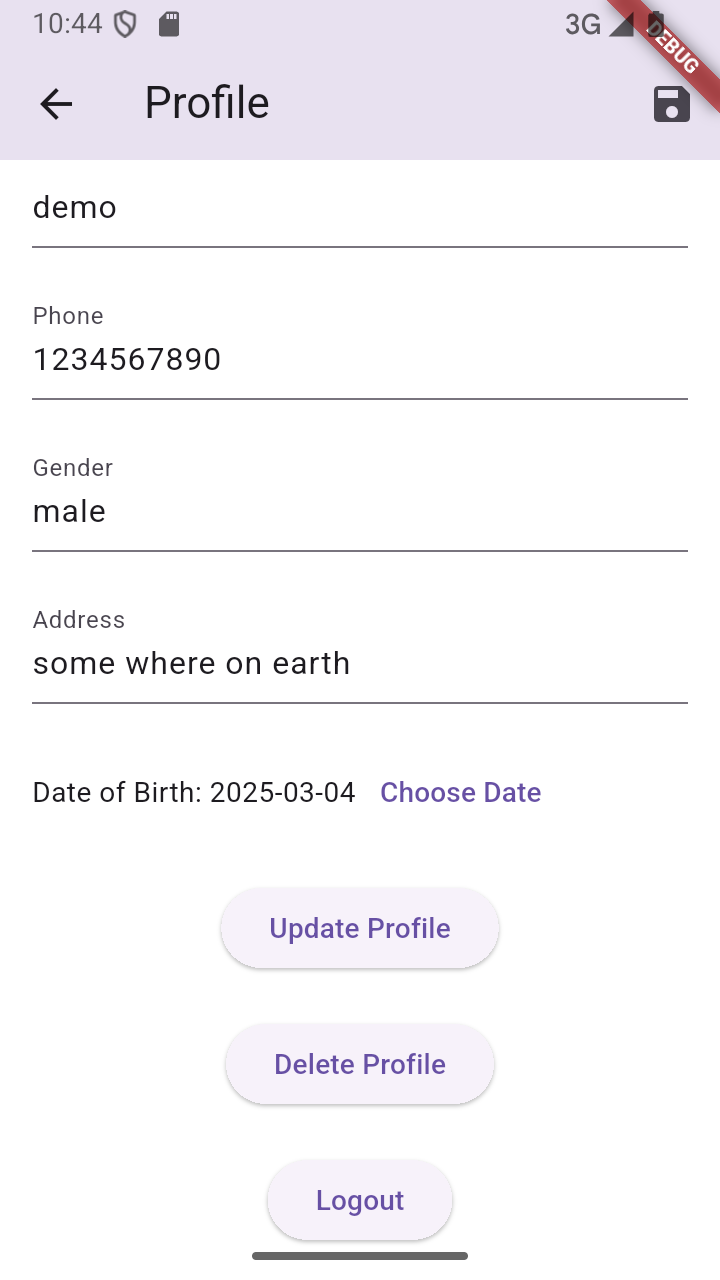 10:44
3G
DEBUG
Profile
demo
Phone
1234567890
Gender
male
Address
some where on earth
Date of Birth: 2025-03-04 Choose Date
Update Profile
Delete Profile
Logout